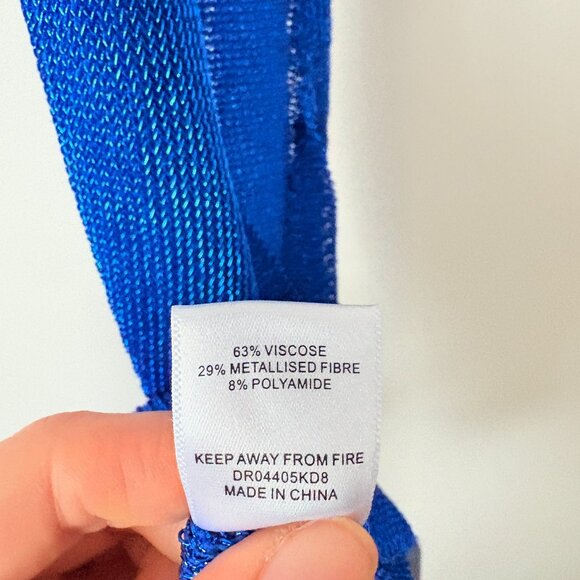 63% VISCOSE
29% METALLISED FIBRE
8% POLYAMIDE
KEEP AWAY FROM FIRE
DR04405KD8
MADE IN CHINA